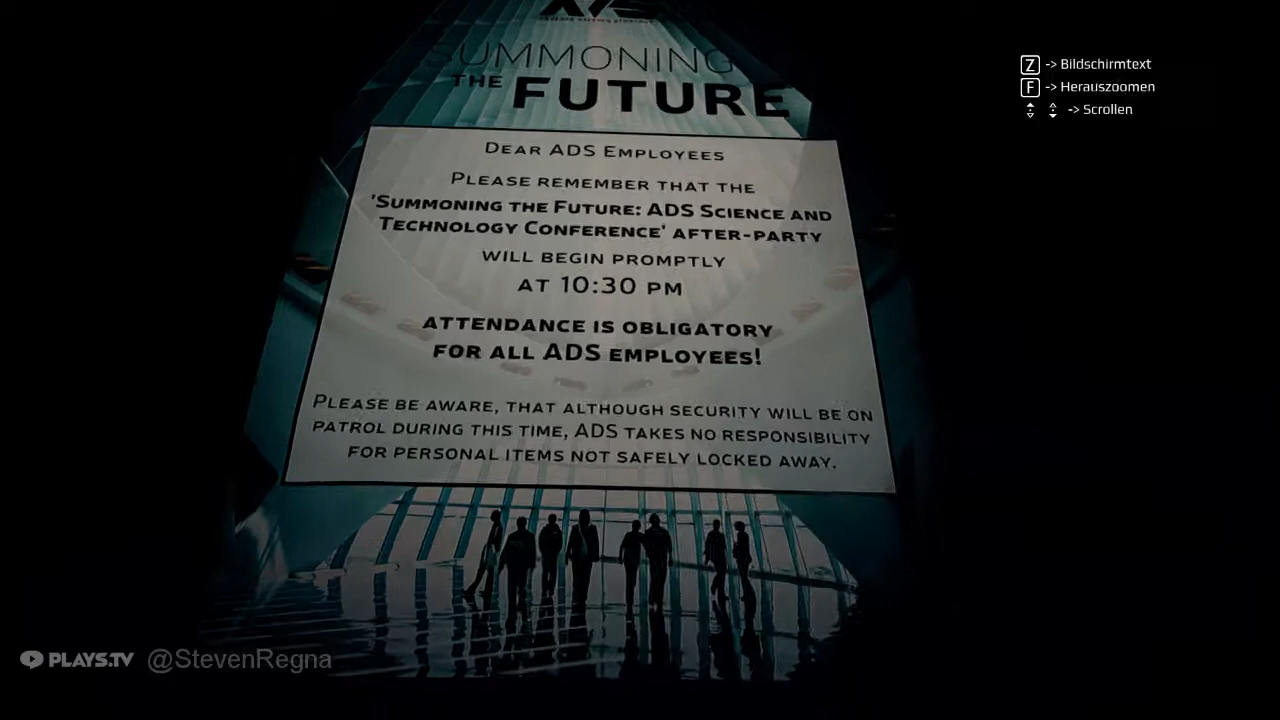 SUMMONING
THE FUTURE
DEAR ADS EMPLOYEES
PLEASE REMEMBER THAT THE
'SUMMONING THE FUTURE: ADS SCIENCE AND
TECHNOLOGY CONFERENCE' AFTER-PARTY
WILL BEGIN PROMPTLY
AT 10:30 PM
ATTENDANCE IS OBLIGATORY
FOR ALL ADS EMPLOYEES!
PLEASE BE AWARE, THAT ALTHOUGH SECURITY WILL BE ON
PATROL DURING THIS TIME, ADS TAKES NO RESPONSIBILITY
FOR PERSONAL ITEMS NOT SAFELY LOCKED AWAY.
Z -> Bildschirmtext
F -> Herauszoomen
-> Scrollen
PLAYS.TV @StevenRegna